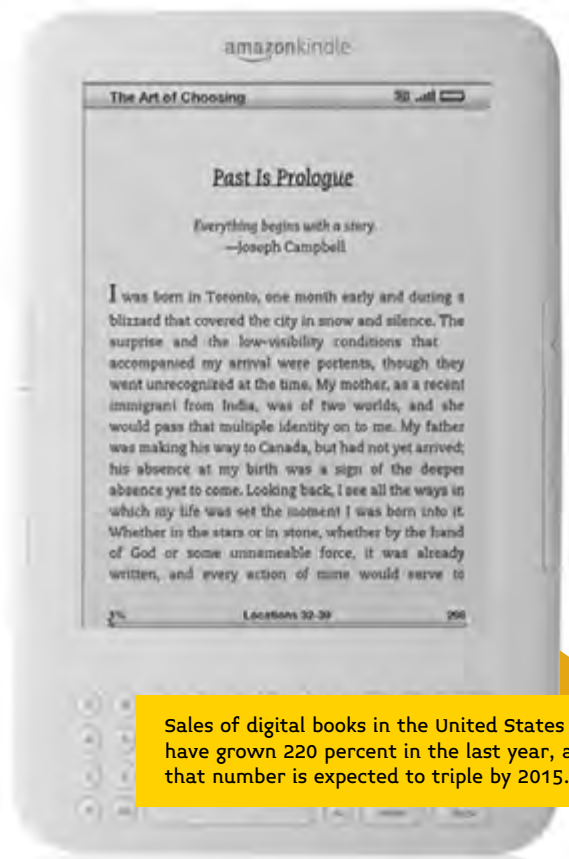 amazonkindle
The Art of Choosing 3G
Past Is Prologue
Everything begins with a story.
—Joseph Campbell
I was born in Toronto, one month early and during a
blizzard that covered the city in snow and silence. The
surprise and the low-visibility conditions that
accompanied my arrival were portents, though they
went unrecognized at the time. My mother, as a recent
immigrant from India, was of two worlds, and she
would pass that multiple identity on to me. My father
was making his way to Canada, but had not yet arrived;
his absence at my birth was a sign of the deeper
absence yet to come. Looking back, I see all the ways in
which my life was set the moment I was born into it.
Whether in the stars or in stone, whether by the hand
of God or some unnameable force, it was already
written, and every action of mine would serve to
Locations 32-39
Sales of digital books in the United States
have grown 220 percent in the last year, a
that number is expected to triple by 2015.